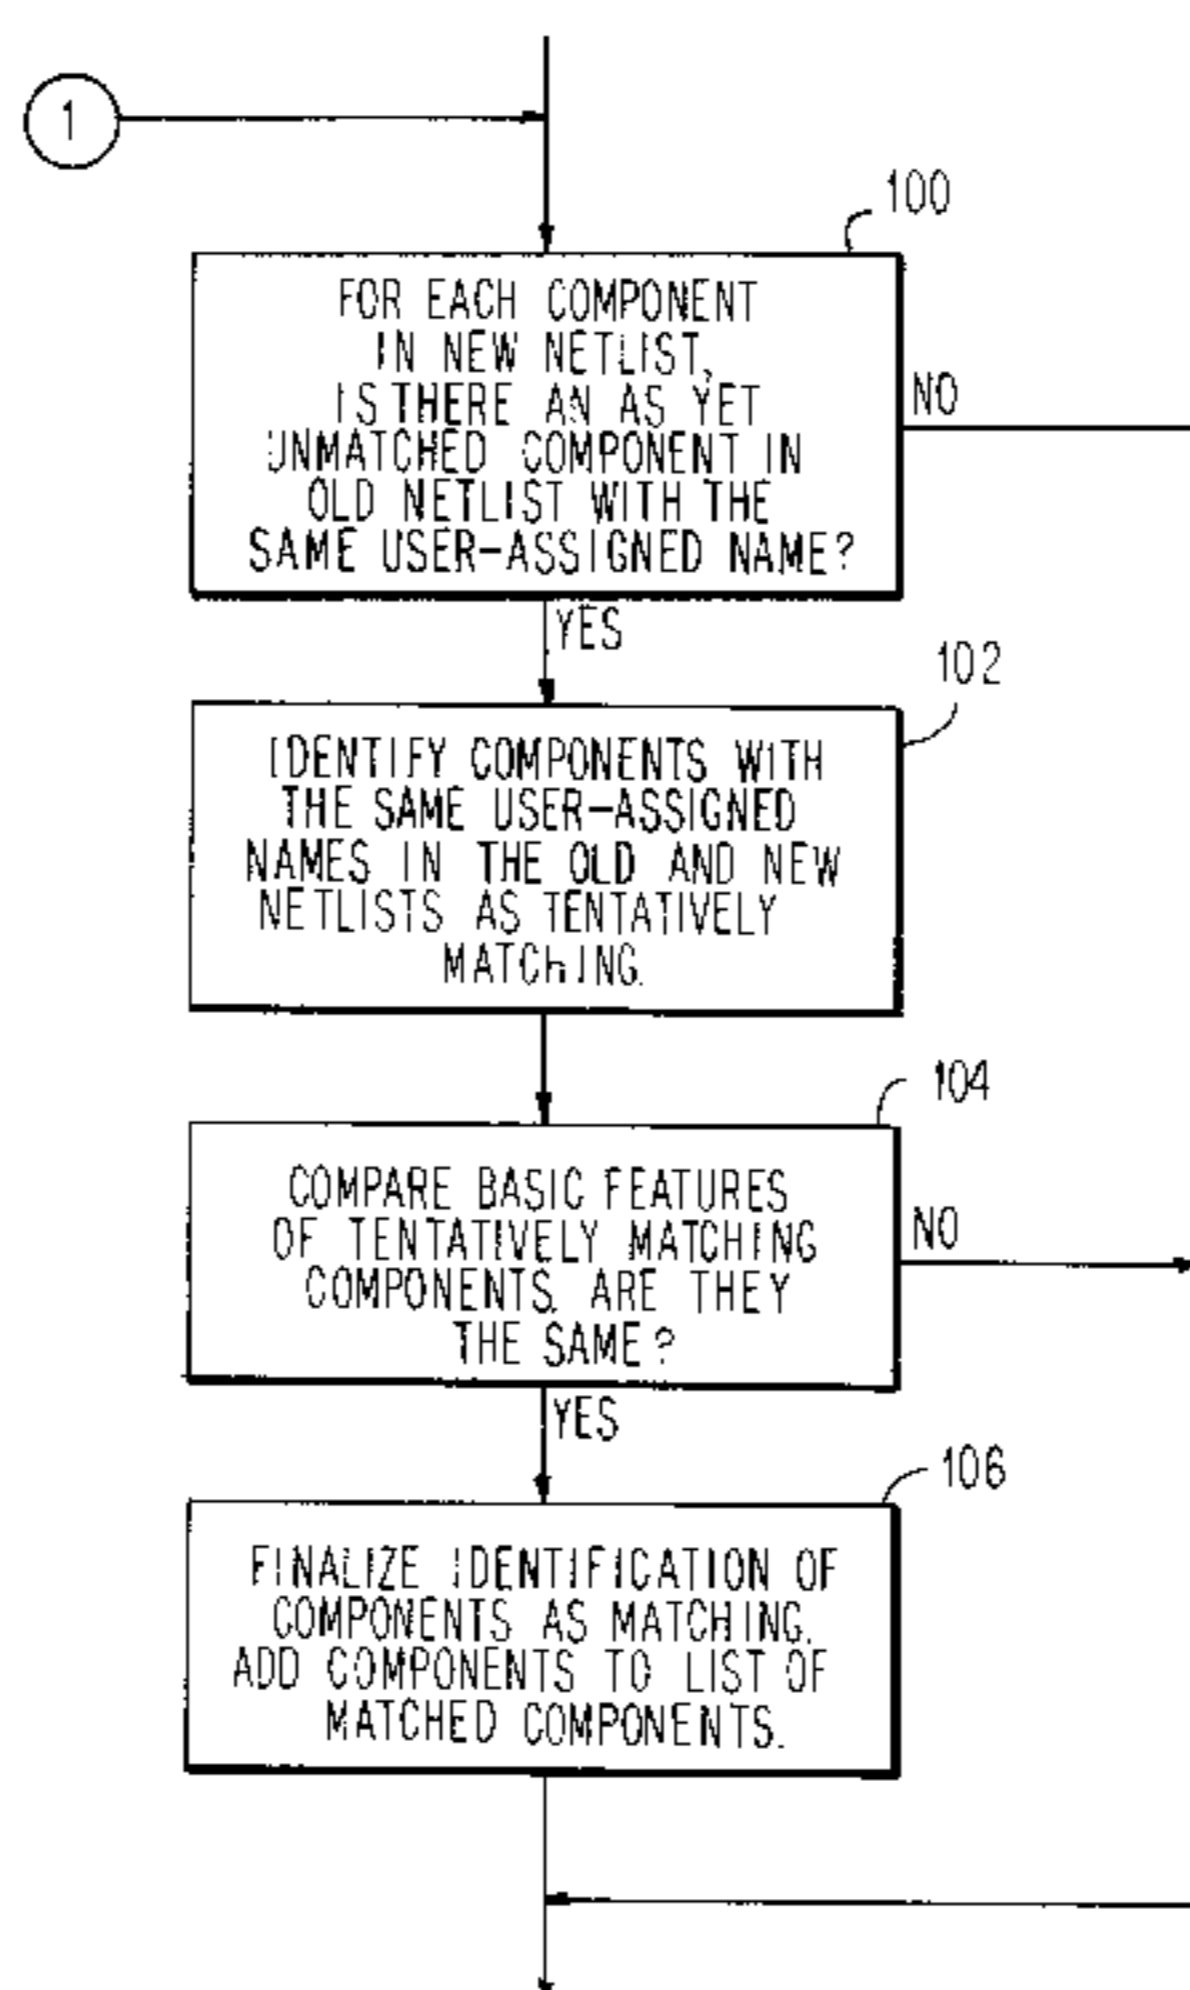 1
100
FOR EACH COMPONENT
IN NEW NETLIST,
IS THERE AN AS YET
UNMATCHED COMPONENT IN
OLD NETLIST WITH THE
SAME USER-ASSIGNED NAME?
NO
YES
102
IDENTIFY COMPONENTS WITH
THE SAME USER-ASSIGNED
NAMES IN THE OLD AND NEW
NETLISTS AS TENTATIVELY
MATCHING.
104
COMPARE BASIC FEATURES
OF TENTATIVELY MATCHING
COMPONENTS. ARE THEY
THE SAME?
NO
YES
106
FINALIZE IDENTIFICATION OF
COMPONENTS AS MATCHING.
ADD COMPONENTS TO LIST OF
MATCHED COMPONENTS.